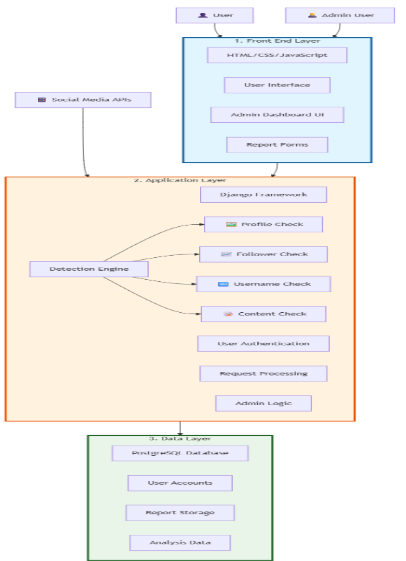 User
Admin User
1. Front End Layer
HTML/CSS/JavaScript
User Interface
Admin Dashboard UI
Report Forms
Social Media APIs
2. Application Layer
Django Framework
Profile Check
Follower Check
Detection Engine
Username Check
Content Check
User Authentication
Request Processing
Admin Logic
3. Data Layer
PostgreSQL Database
User Accounts
Report Storage
Analysis Data